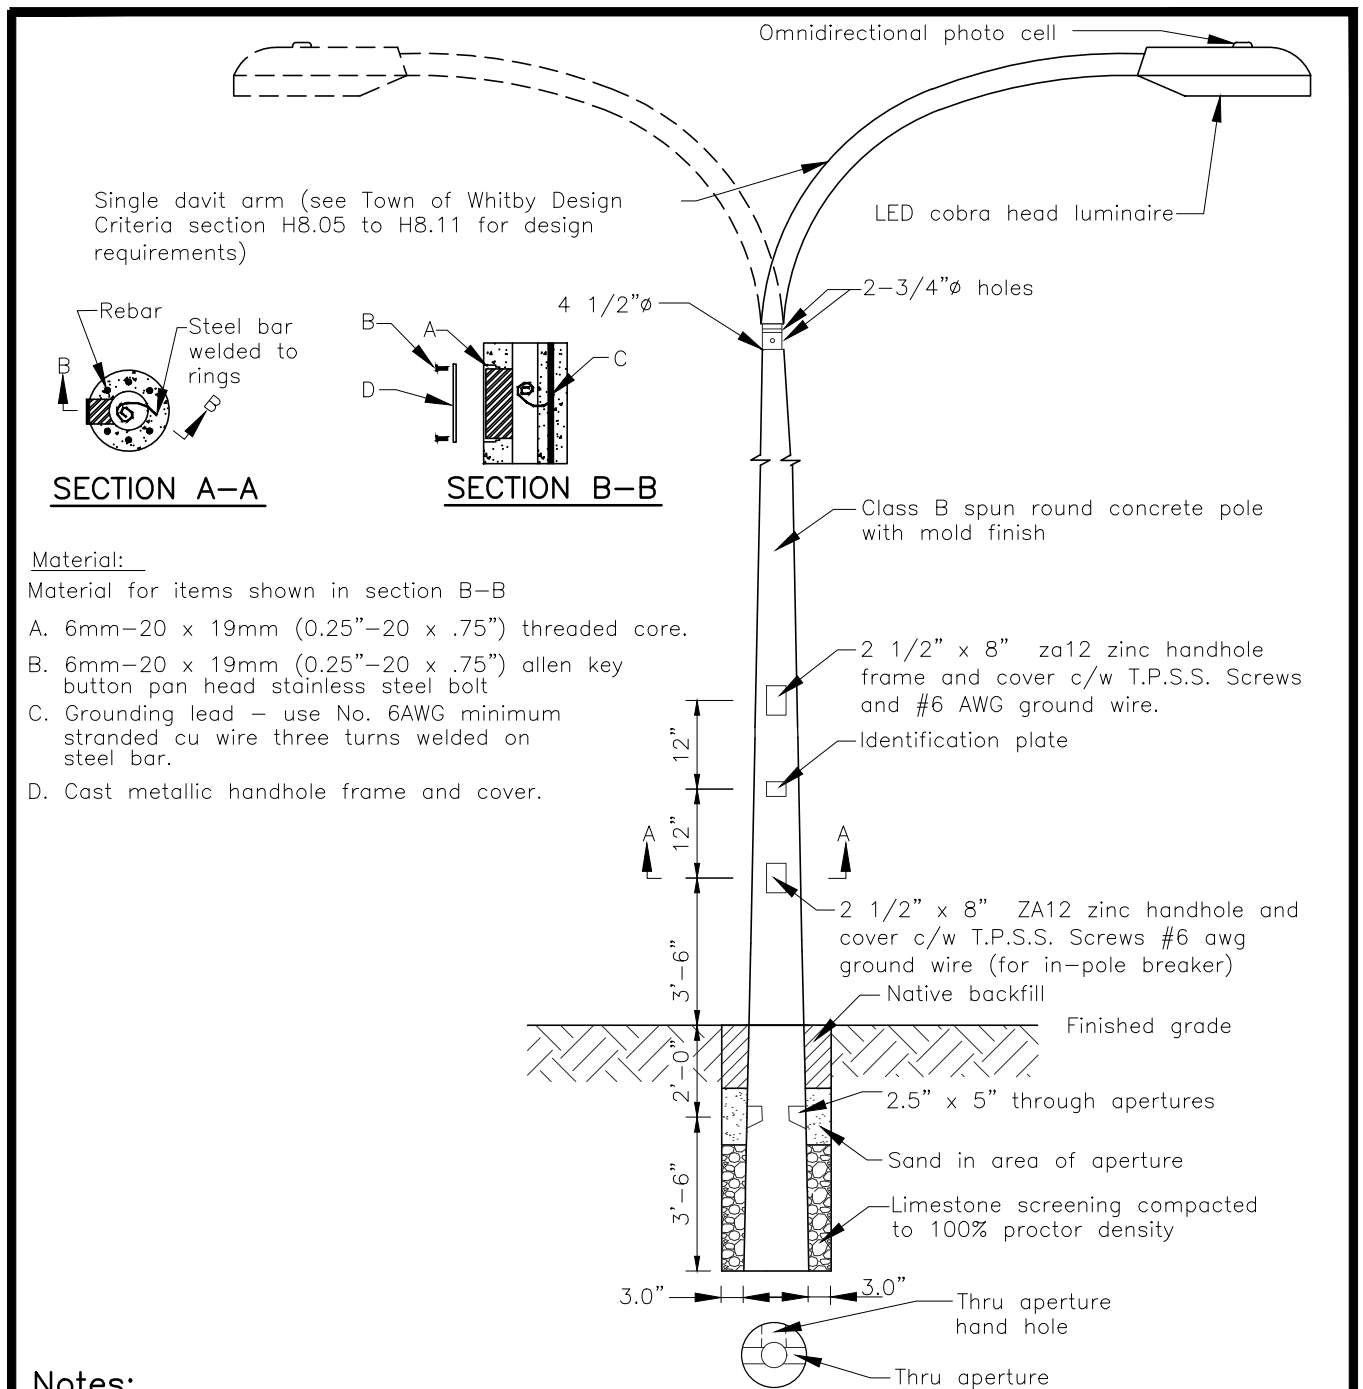 Omnidirectional photo cell
Single davit arm (see Town of Whitby Design
Criteria section H8.05 to H8.11 for design
requirements)
LED cobra head luminaire
4 1/2"ø
2-3/4"ø holes
Rebar
Steel bar
welded to
rings
B
B
SECTION A-A
B
A
D
C
SECTION B-B
Class B spun round concrete pole
with mold finish
Material:
Material for items shown in section B-B
A. 6mm-20 x 19mm (0.25"-20 x .75") threaded core.
B. 6mm-20 x 19mm (0.25"-20 x .75") allen key
button pan head stainless steel bolt
C. Grounding lead - use No. 6AWG minimum
stranded cu wire three turns welded on
steel bar.
D. Cast metallic handhole frame and cover.
2 1/2" x 8" za12 zinc handhole
frame and cover c/w T.P.S.S. Screws
and #6 AWG ground wire.
12"
Identification plate
12"
A
A
2 1/2" x 8" ZA12 zinc handhole and
cover c/w T.P.S.S. Screws #6 awg
ground wire (for in-pole breaker)
3'-6"
Native backfill
Finished grade
2'-0"
2.5" x 5" through apertures
Sand in area of aperture
3'-6"
Limestone screening compacted
to 100% proctor density
3.0"
3.0"
Thru aperture
hand hole
Thru aperture
Notes: